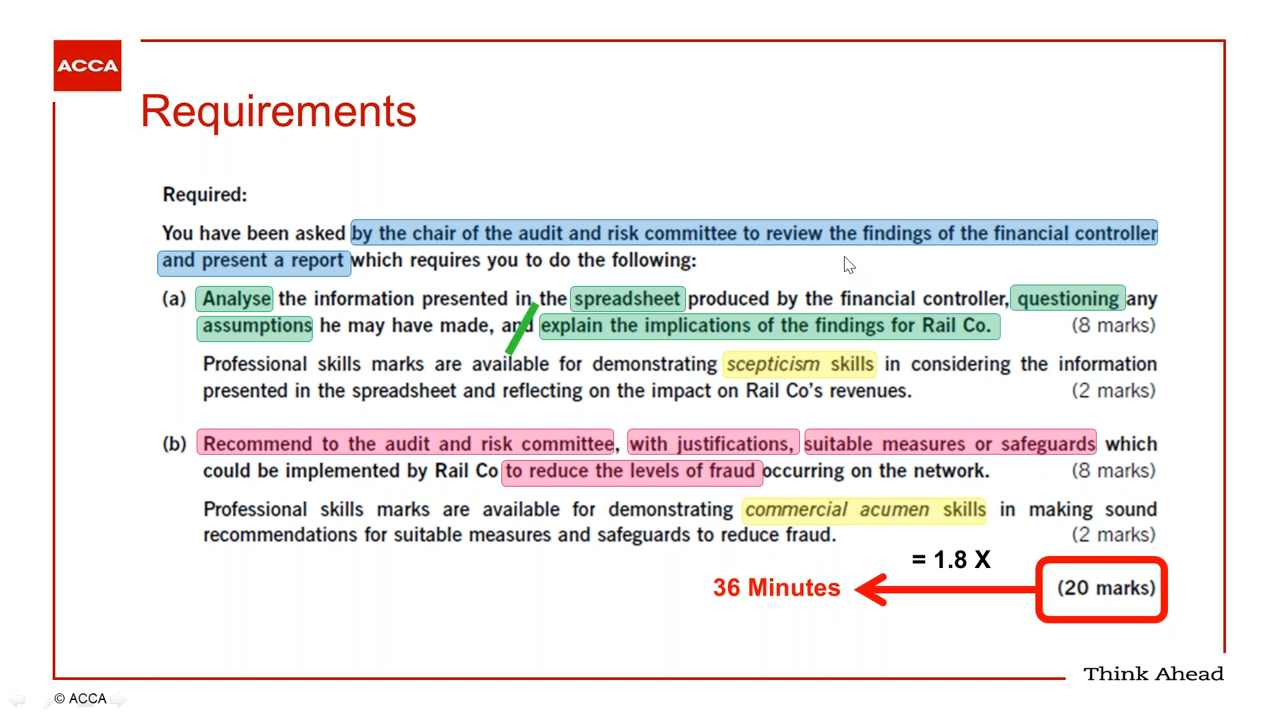 ACCA
Requirements
Required:
You have been asked by the chair of the audit and risk committee to review the findings of the financial controller
and present a report which requires you to do the following:
(a) Analyse the information presented in the spreadsheet produced by the financial controller, questioning any
assumptions he may have made, and explain the implications of the findings for Rail Co. (8 marks)
Professional skills marks are available for demonstrating scepticism skills in considering the information
presented in the spreadsheet and reflecting on the impact on Rail Co's revenues. (2 marks)
(b) Recommend to the audit and risk committee, with justifications, suitable measures or safeguards which
could be implemented by Rail Co to reduce the levels of fraud occurring on the network. (8 marks)
Professional skills marks are available for demonstrating commercial acumen skills in making sound
recommendations for suitable measures and safeguards to reduce fraud. (2 marks)
= 1.8 X
36 Minutes (20 marks)
Think Ahead
© ACCA